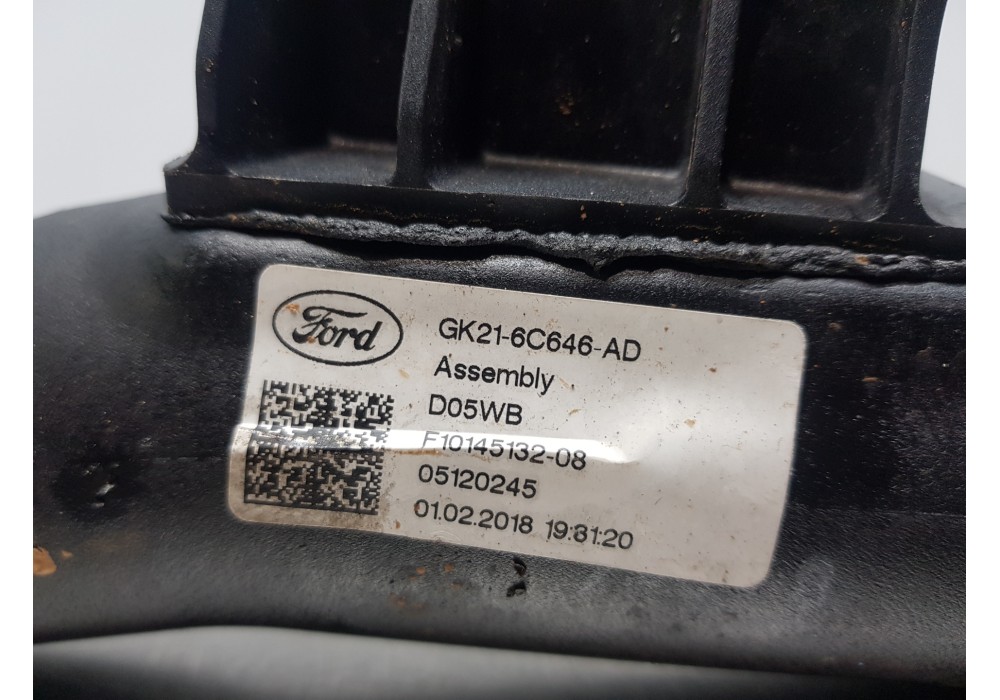 Ford
GK21-6C646-AD
Assembly
D05WB
F10145132-08
05120245
01.02.2018 19:31:20